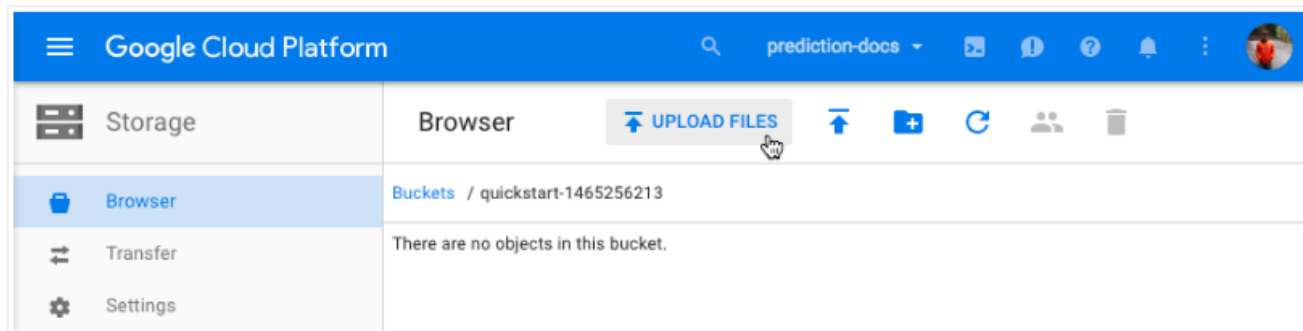 Google Cloud Platform prediction-docs
Storage Browser UPLOAD FILES
Browser Buckets / quickstart-1465256213
Transfer There are no objects in this bucket.
Settings